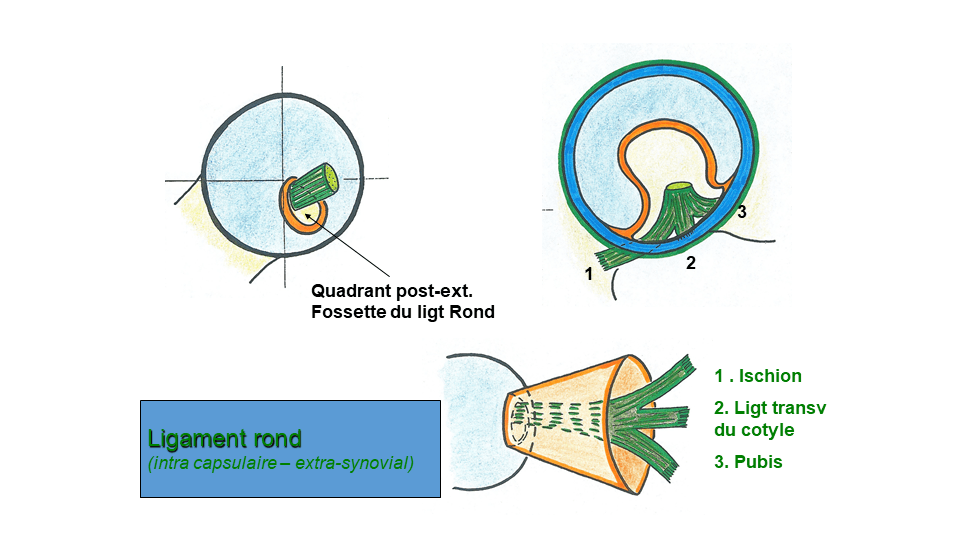 3
1
2
Quadrant post-ext.
Fossette du ligt Rond
1 . Ischion
2. Ligt transv
du cotyle
3. Pubis
Ligament rond
(intra capsulaire – extra-synovial)